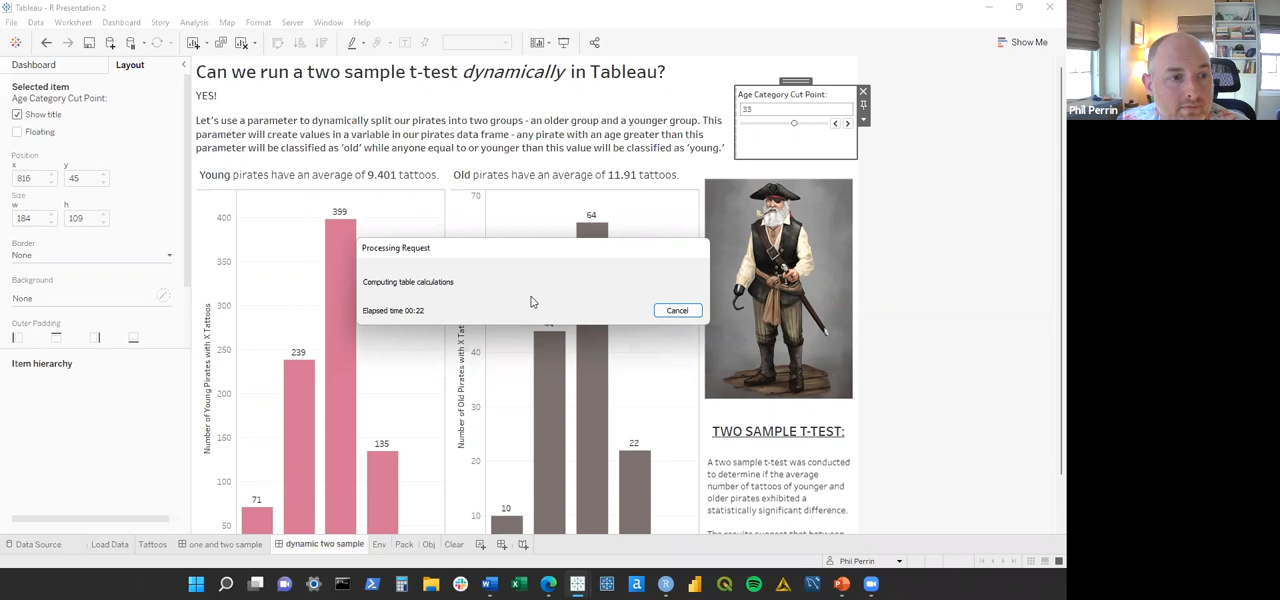 Tableau - R Presentation 2
File Data Worksheet Dashboard Story Analysis Map Format Server Window Help
Show Me
Dashboard Layout
Selected item
Age Category Cut Point:
Show title
Floating
Position
x y
816 45
Size
w h
184 109
Border
None
Background
None
Outer Padding
Item hierarchy
Can we run a two sample t-test dynamically in Tableau?
YES!
Let's use a parameter to dynamically split our pirates into two groups - an older group and a younger group. This
parameter will create values in a variable in our pirates data frame - any pirate with an age greater than this
parameter will be classified as 'old' while anyone equal to or younger than this value will be classified as 'young.'
Age Category Cut Point:
33
Young pirates have an average of 9.401 tattoos.
Number of Young Pirates with X Tattoos
400
350
300
250
200
150
100
50
71
239
399
135
Old pirates have an average of 11.91 tattoos.
Number of Old Pirates with X Tat
70
40
30
20
10
10
64
22
Processing Request
Computing table calculations
Elapsed time 00:22
Cancel
TWO SAMPLE T-TEST:
A two sample t-test was conducted
to determine if the average
number of tattoos of younger and
older pirates exhibited a
statistically significant difference.
The results suggest that between
Data Source Load Data Tattoos one and two sample dynamic two sample Env Pack Obj Clear
Phil Perrin
Phil Perrin